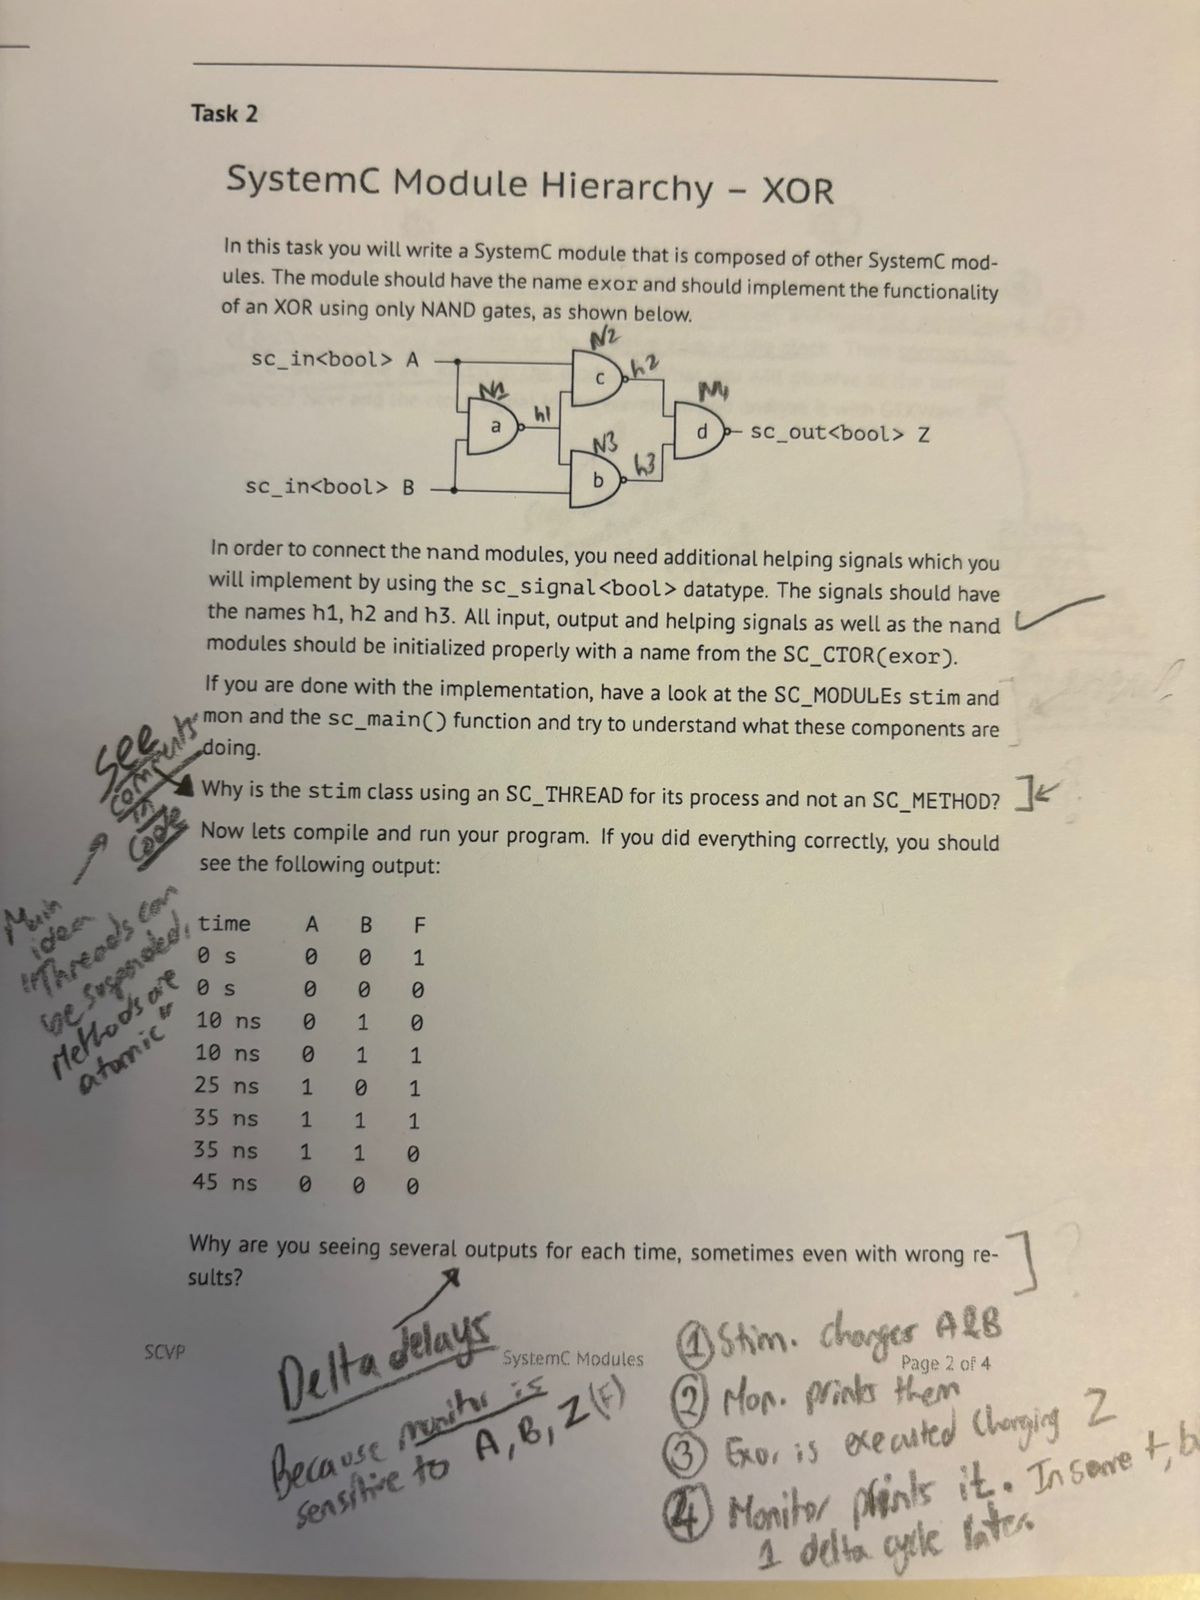 Task 2
SystemC Module Hierarchy – XOR
In this task you will write a SystemC module that is composed of other SystemC mod-
ules. The module should have the name exor and should implement the functionality
of an XOR using only NAND gates, as shown below.
N2
sc_in<bool> A
c
h2
N1
h1
a
N4
d
sc_out<bool> Z
N3
h3
b
sc_in<bool> B
In order to connect the nand modules, you need additional helping signals which you
will implement by using the sc_signal<bool> datatype. The signals should have
the names h1, h2 and h3. All input, output and helping signals as well as the nand
modules should be initialized properly with a name from the SC_CTOR(exor).
If you are done with the implementation, have a look at the SC_MODULEs stim and
mon and the sc_main() function and try to understand what these components are
doing.
See
comments
in
code
Why is the stim class using an SC_THREAD for its process and not an SC_METHOD?
Now lets compile and run your program. If you did everything correctly, you should
see the following output:
Main
idea
"Threads can
be suspended,
Methods are
atomic"
time A B F
0 s 0 0 1
0 s 0 0 0
10 ns 0 1 0
10 ns 0 1 1
25 ns 1 0 1
35 ns 1 1 1
35 ns 1 1 0
45 ns 0 0 0
Why are you seeing several outputs for each time, sometimes even with wrong re-
sults?
Delta delays
Because monitor is
sensitive to A, B, Z (F)
SCVP
SystemC Modules
Page 2 of 4
① Stim. changes A&B
② Mon. prints them
③ Exor is executed changing Z
④ Monitor prints it. In same t, b
1 delta cycle later.